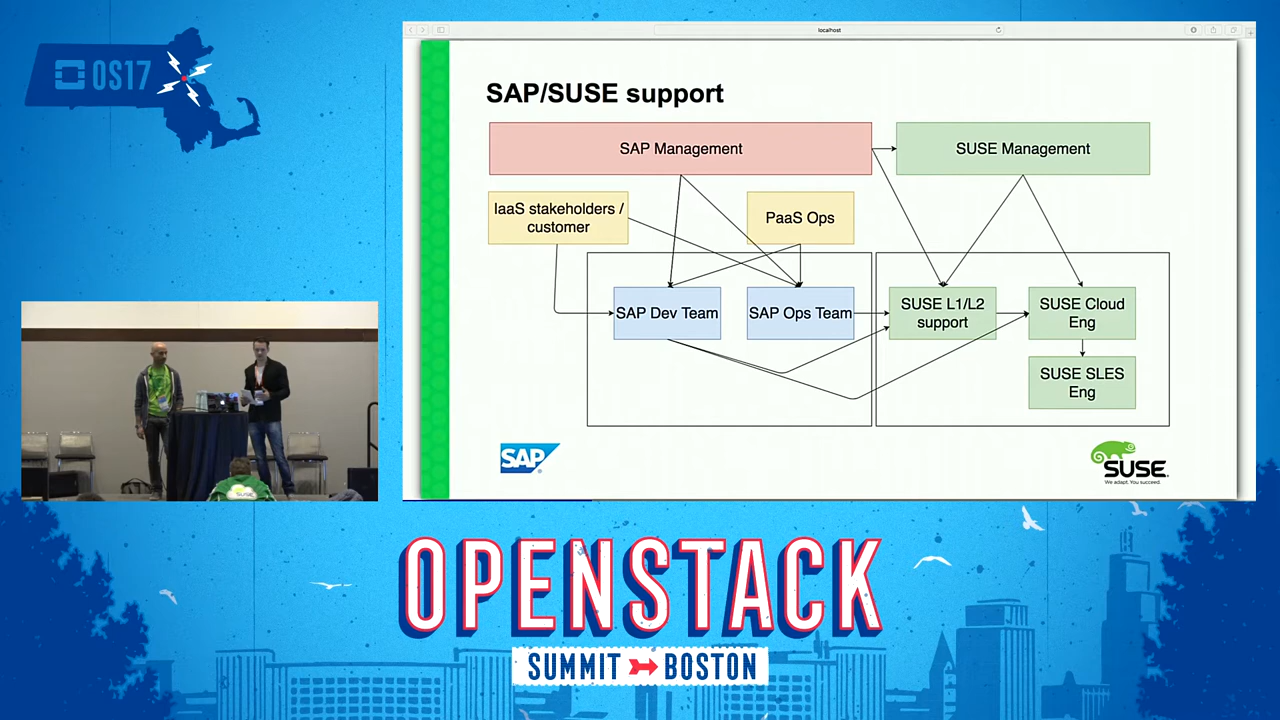 OS17
localhost
SAP/SUSE support
SAP Management
SUSE Management
IaaS stakeholders /
customer
PaaS Ops
SAP Dev Team
SAP Ops Team
SUSE L1/L2
support
SUSE Cloud
Eng
SUSE SLES
Eng
SAP
SUSE
We adapt. You succeed.
SUSE
OPENSTACK
SUMMIT BOSTON